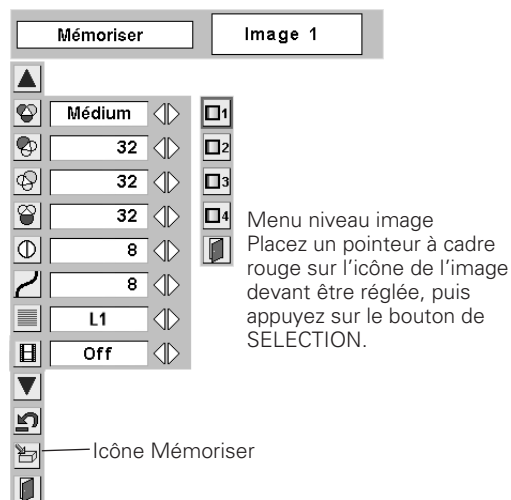 Mémoriser
Image 1
Médium
1
32
2
32
3
32
4
8
8
L1
Off
Menu niveau image
Placez un pointeur à cadre
rouge sur l'icône de l'image
devant être réglée, puis
appuyez sur le bouton de
SELECTION.
Icône Mémoriser